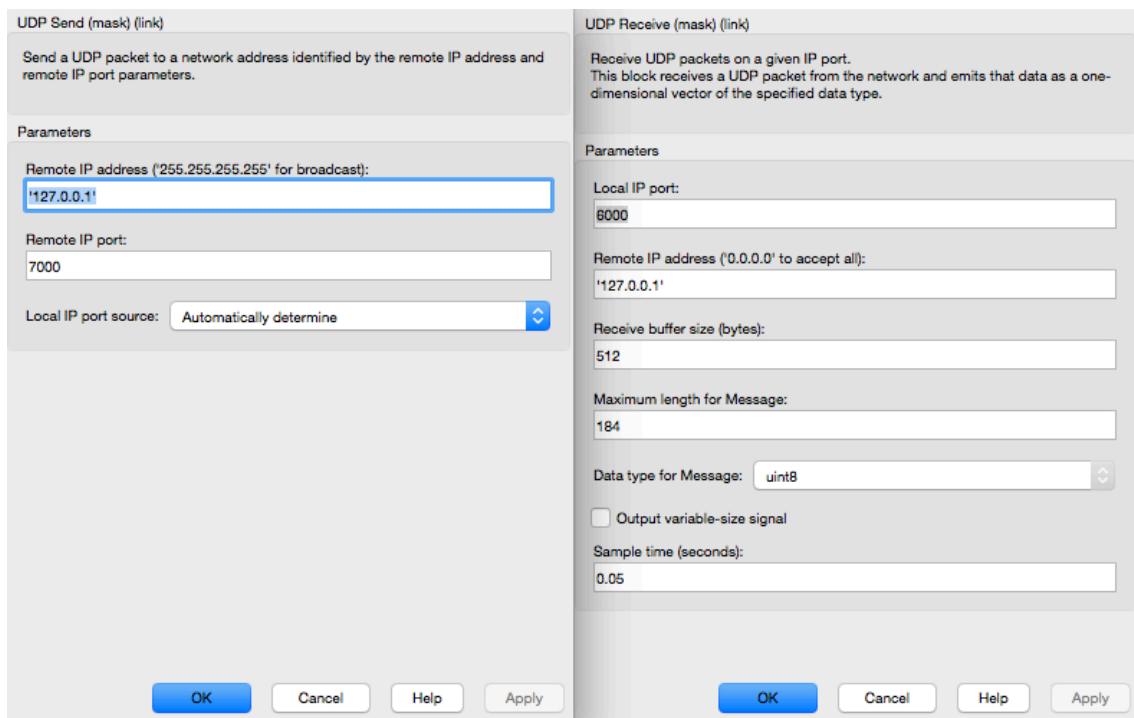 UDP Send (mask) (link)
Send a UDP packet to a network address identified by the remote IP address and
remote IP port parameters.
Parameters
Remote IP address ('255.255.255.255' for broadcast):
'127.0.0.1'
Remote IP port:
7000
Local IP port source: Automatically determine
OK Cancel Help Apply
UDP Receive (mask) (link)
Receive UDP packets on a given IP port.
This block receives a UDP packet from the network and emits that data as a one-
dimensional vector of the specified data type.
Parameters
Local IP port:
6000
Remote IP address ('0.0.0.0' to accept all):
'127.0.0.1'
Receive buffer size (bytes):
512
Maximum length for Message:
184
Data type for Message: uint8
Output variable-size signal
Sample time (seconds):
0.05
OK Cancel Help Apply